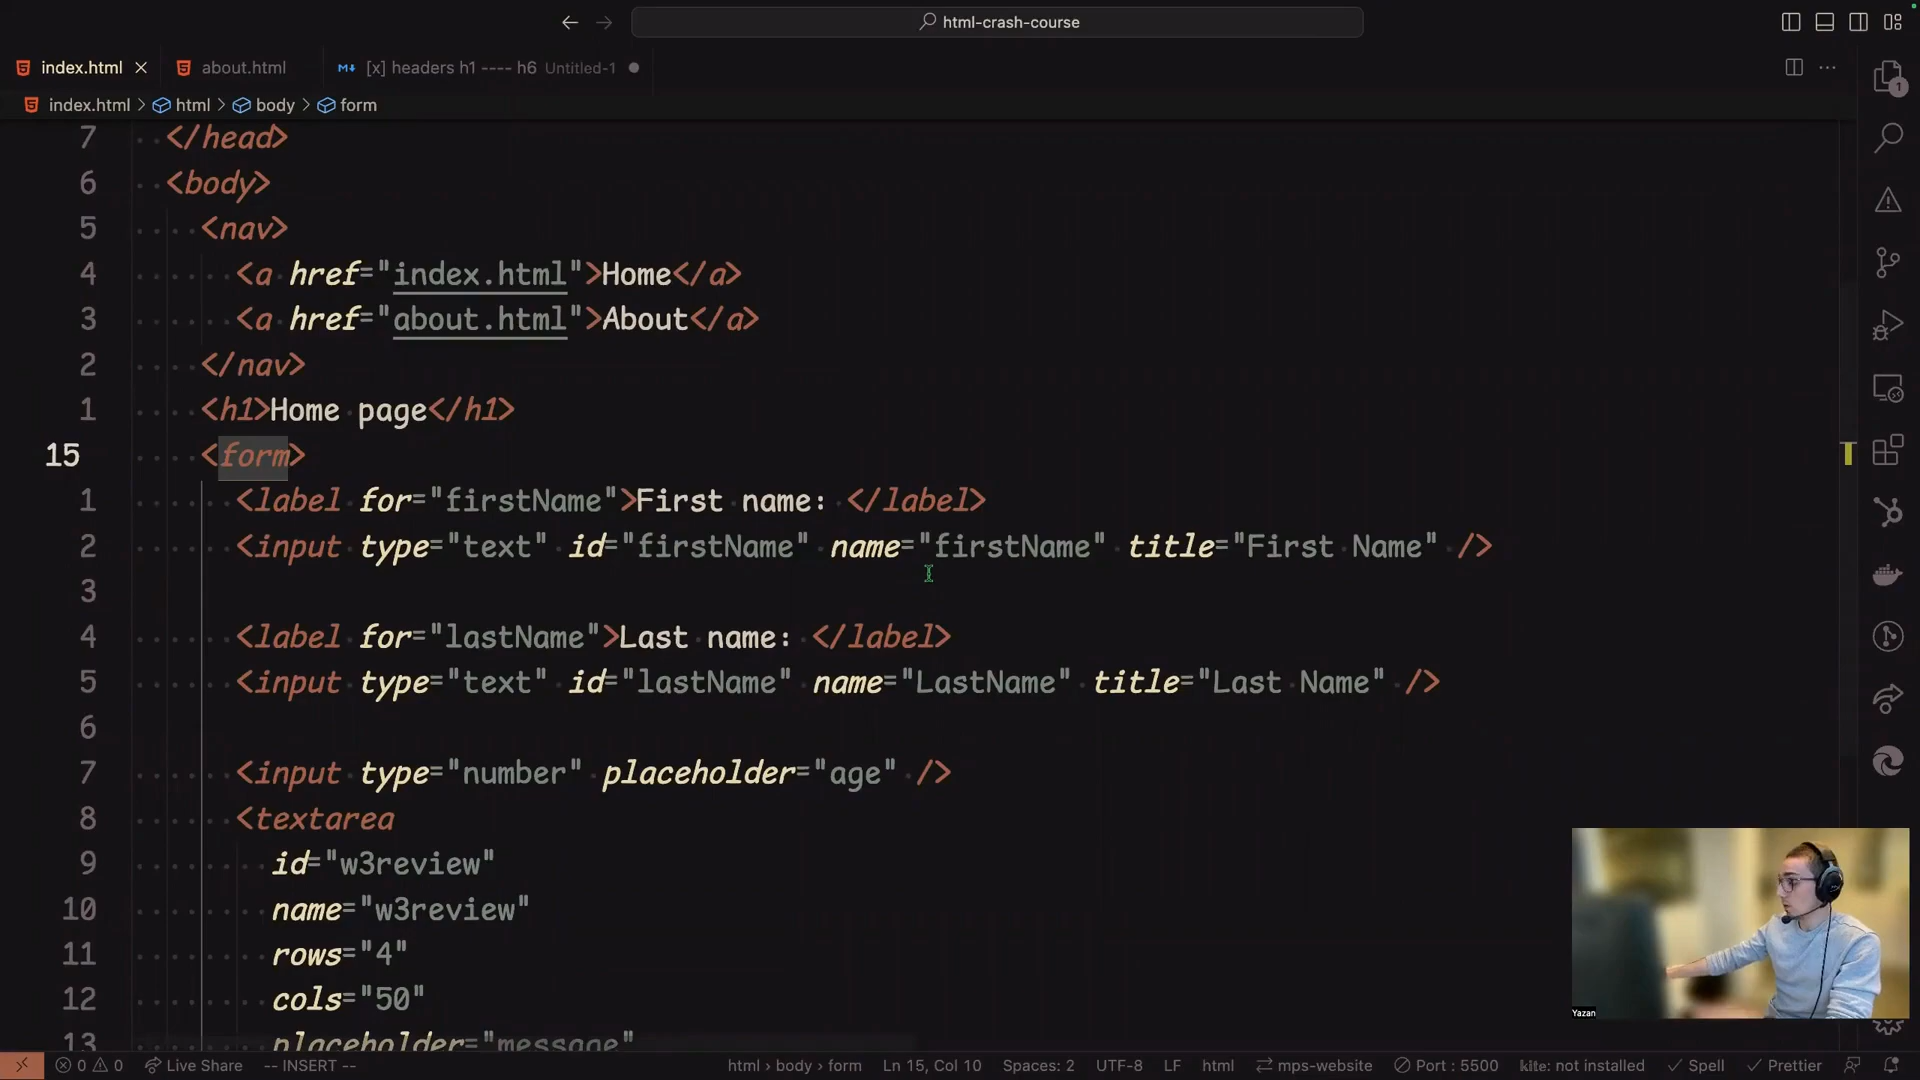 html-crash-course
index.html about.html [x] headers h1 ---- h6 Untitled-1
index.html > html > body > form
7 </head>
6 <body>
5 <nav>
4 <a href="index.html">Home</a>
3 <a href="about.html">About</a>
2 </nav>
1 <h1>Home page</h1>
15 <form>
1 <label for="firstName">First name: </label>
2 <input type="text" id="firstName" name="firstName" title="First Name" />
3
4 <label for="lastName">Last name: </label>
5 <input type="text" id="lastName" name="LastName" title="Last Name" />
6
7 <input type="number" placeholder="age" />
8 <textarea
9 id="w3review"
10 name="w3review"
11 rows="4"
12 cols="50"
13 placeholder="message"
1
Yazan
0 0 Live Share -- INSERT -- html > body > form Ln 15, Col 10 Spaces: 2 UTF-8 LF html mps-website Port : 5500 kite: not installed Spell Prettier